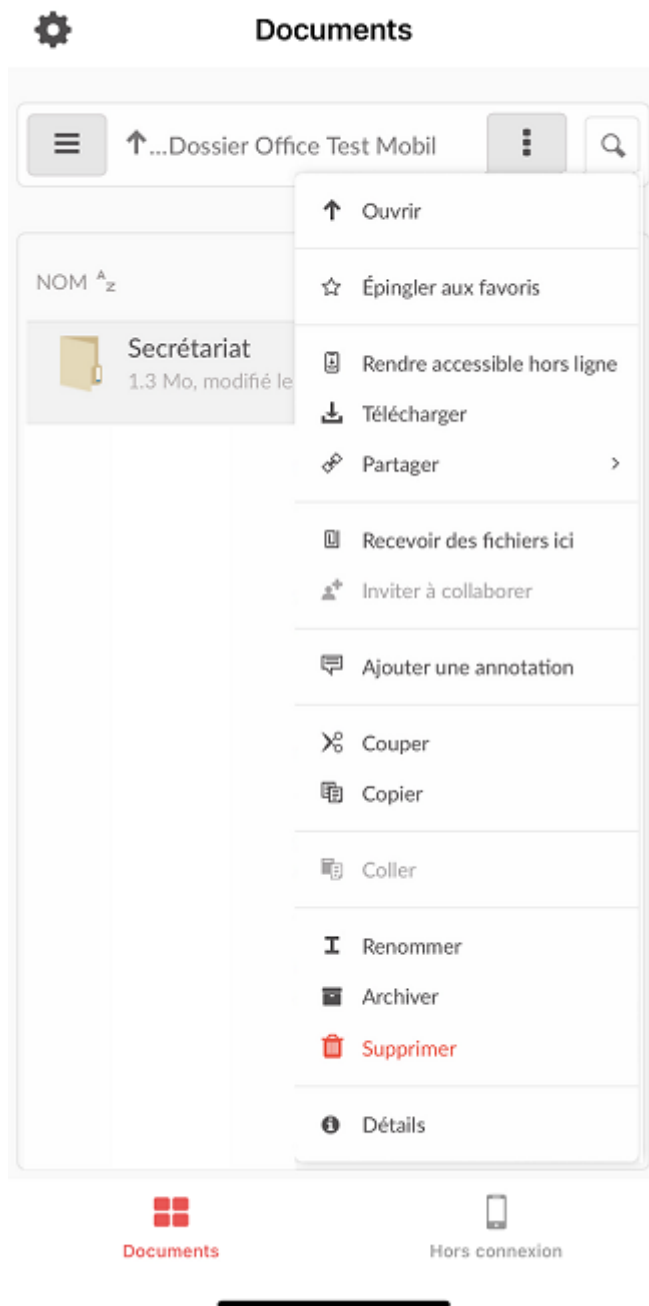 Documents
...Dossier Office Test Mobil
NOM AZ
Secrétariat
1.3 Mo, modifié le
Ouvrir
Épingler aux favoris
Rendre accessible hors ligne
Télécharger
Partager
Recevoir des fichiers ici
Inviter à collaborer
Ajouter une annotation
Couper
Copier
Coller
Renommer
Archiver
Supprimer
Détails
Documents
Hors connexion